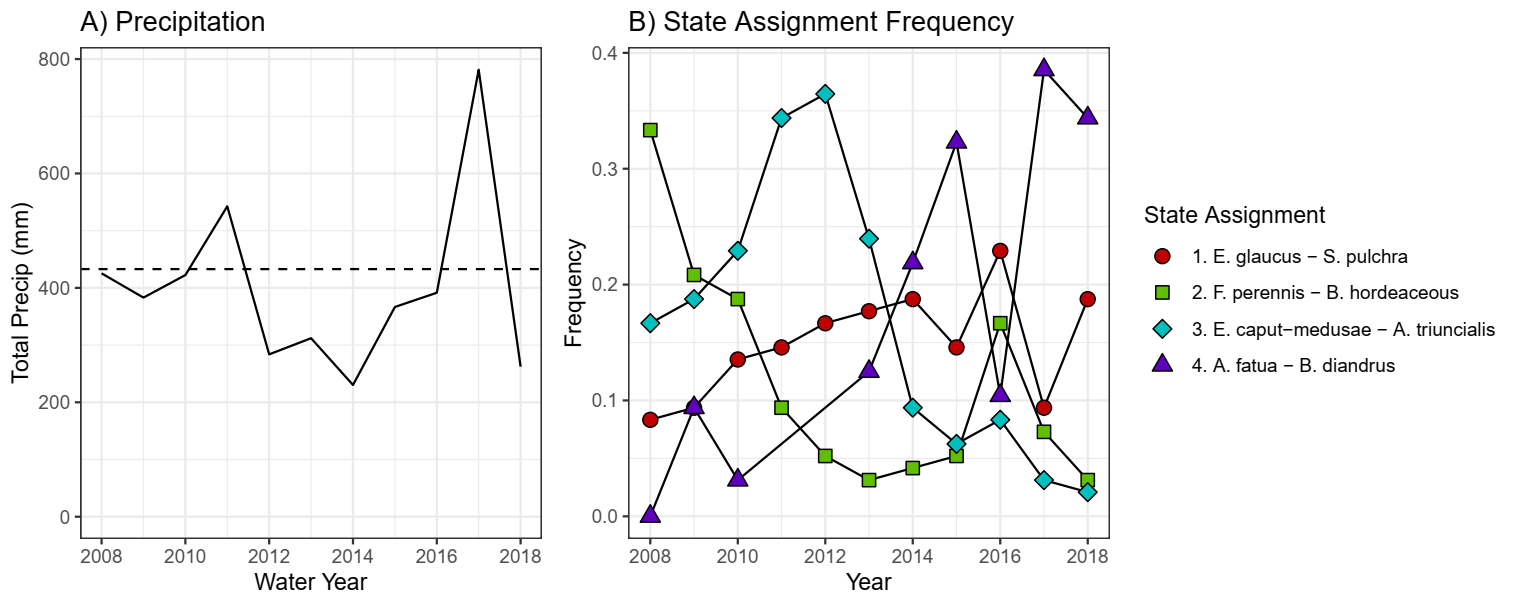 A) Precipitation
800
600
400
200
0
2008 2010 2012 2014 2016 2018
Total Precip (mm)
Water Year
B) State Assignment Frequency
0.4
0.3
0.2
0.1
0.0
2008 2010 2012 2014 2016 2018
Frequency
Year
State Assignment
1. E. glaucus − S. pulchra
2. F. perennis − B. hordeaceous
3. E. caput−medusae − A. triuncialis
4. A. fatua − B. diandrus